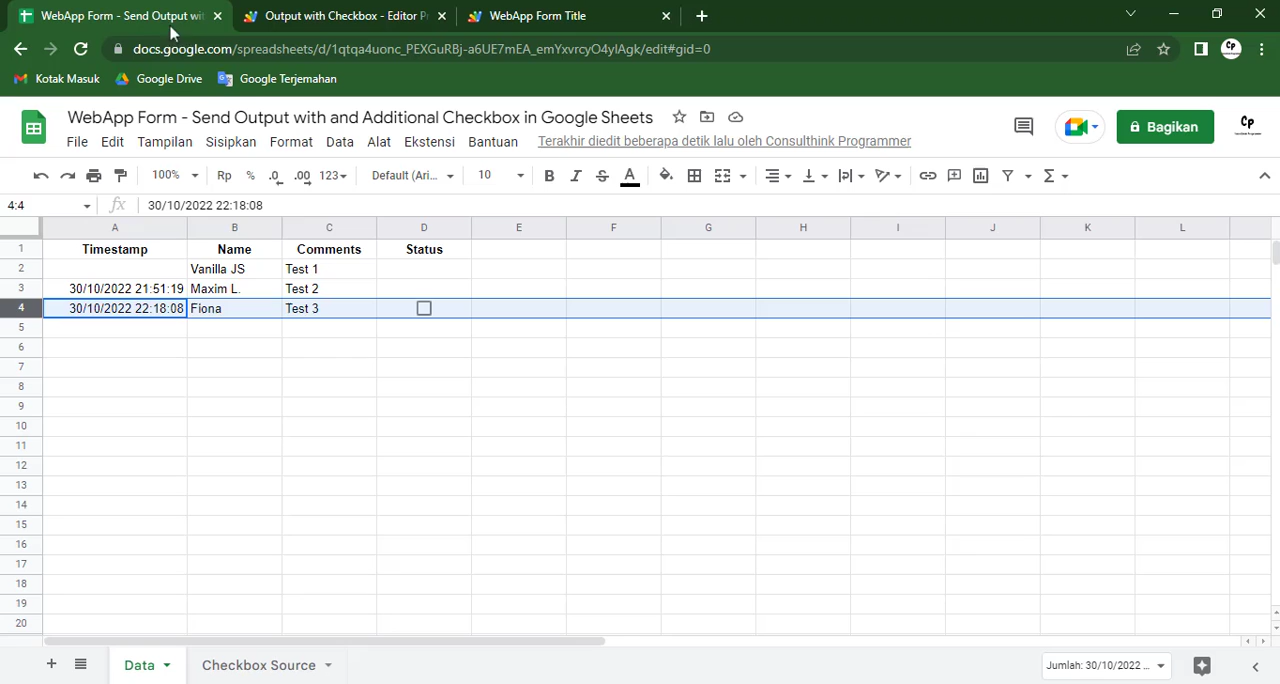 WebApp Form - Send Output wit
Output with Checkbox - Editor Pr
WebApp Form Title
docs.google.com/spreadsheets/d/1qtqa4uonc_PEXGuRBj-a6UE7mEA_emYxvrcyO4ylAgk/edit#gid=0
Kotak Masuk
Google Drive
Google Terjemahan
WebApp Form - Send Output with and Additional Checkbox in Google Sheets
File Edit Tampilan Sisipkan Format Data Alat Ekstensi Bantuan
Terakhir diedit beberapa detik lalu oleh Consulthink Programmer
Bagikan
100% Rp % .0 .00 123 Default (Ari... 10 B I S A
4:4 fx 30/10/2022 22:18:08
A B C D E F G H I J K L
1 Timestamp Name Comments Status
2 Vanilla JS Test 1
3 30/10/2022 21:51:19 Maxim L. Test 2
4 30/10/2022 22:18:08 Fiona Test 3
5
6
7
8
9
10
11
12
13
14
15
16
17
18
19
20
Data Checkbox Source Jumlah: 30/10/2022 ...